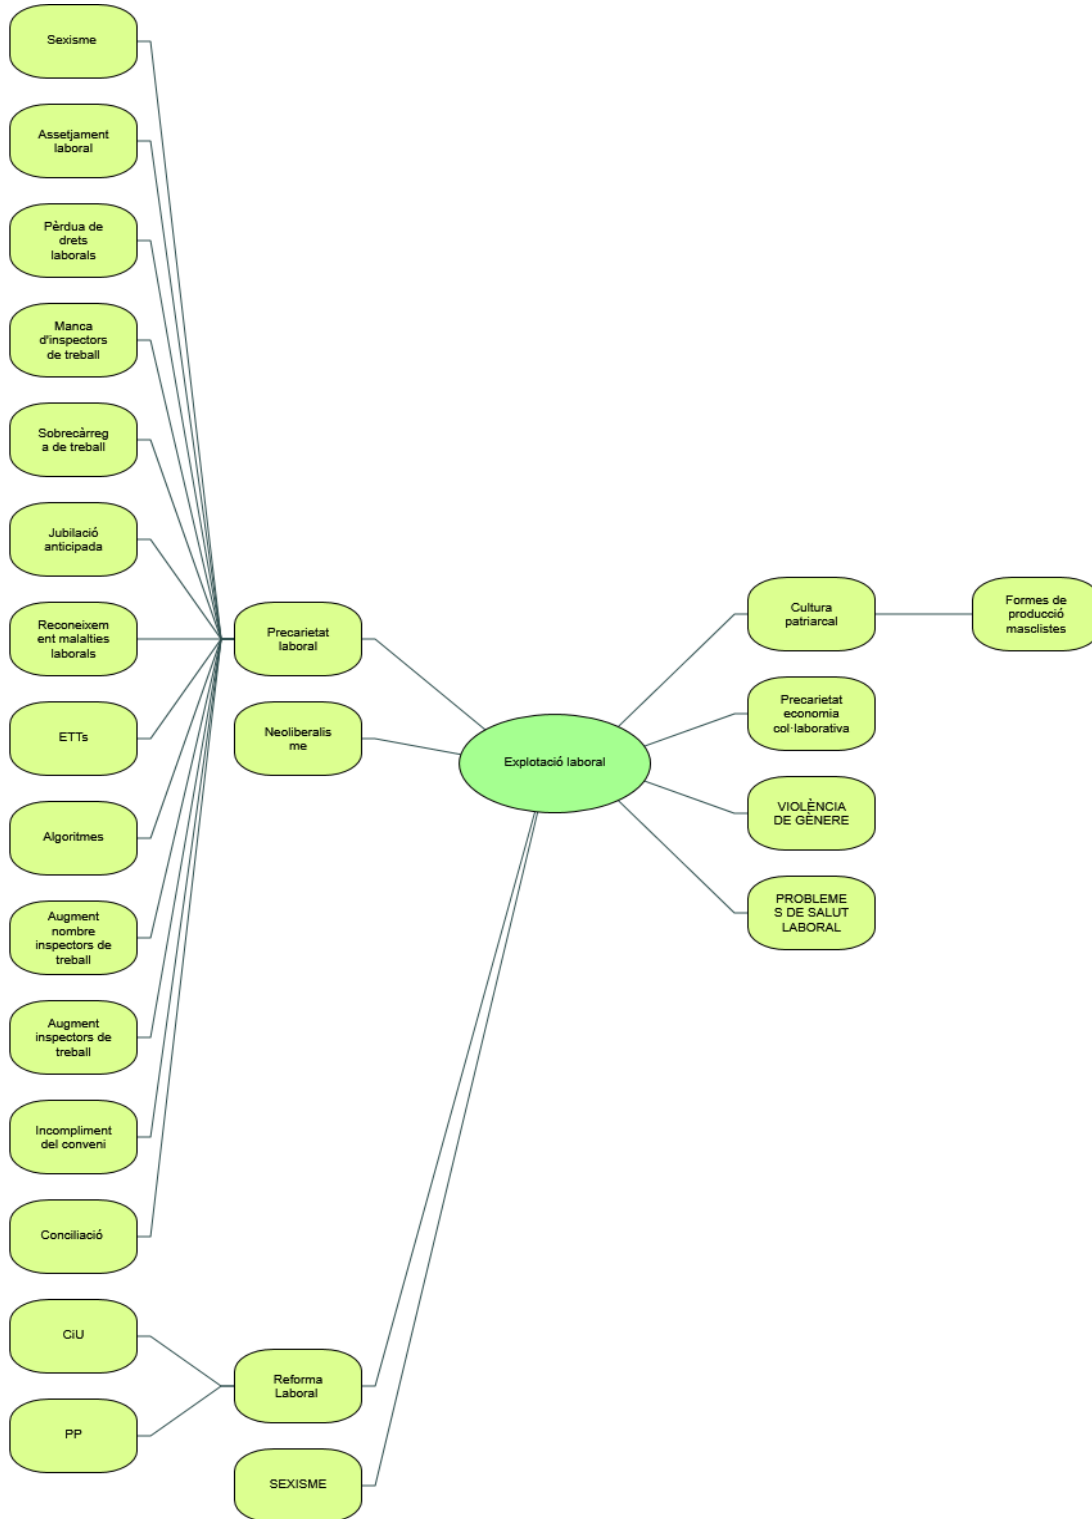 Sexisme
Assetjament
laboral
Pèrdua de
drets
laborals
Manca
d'inspectors
de treball
Sobrecàrreg
a de treball
Jubilació
anticipada
Reconeixem
ent malalties
laborals
ETTs
Algoritmes
Augment
nombre
inspectors de
treball
Augment
inspectors de
treball
Incompliment
del conveni
Conciliació
CiU
PP
Precarietat
laboral
Neoliberalis
me
Reforma
Laboral
SEXISME
Explotació laboral
Cultura
patriarcal
Precarietat
economia
col·laborativa
VIOLÈNCIA
DE GÈNERE
PROBLEME
S DE SALUT
LABORAL
Formes de
producció
masclistes